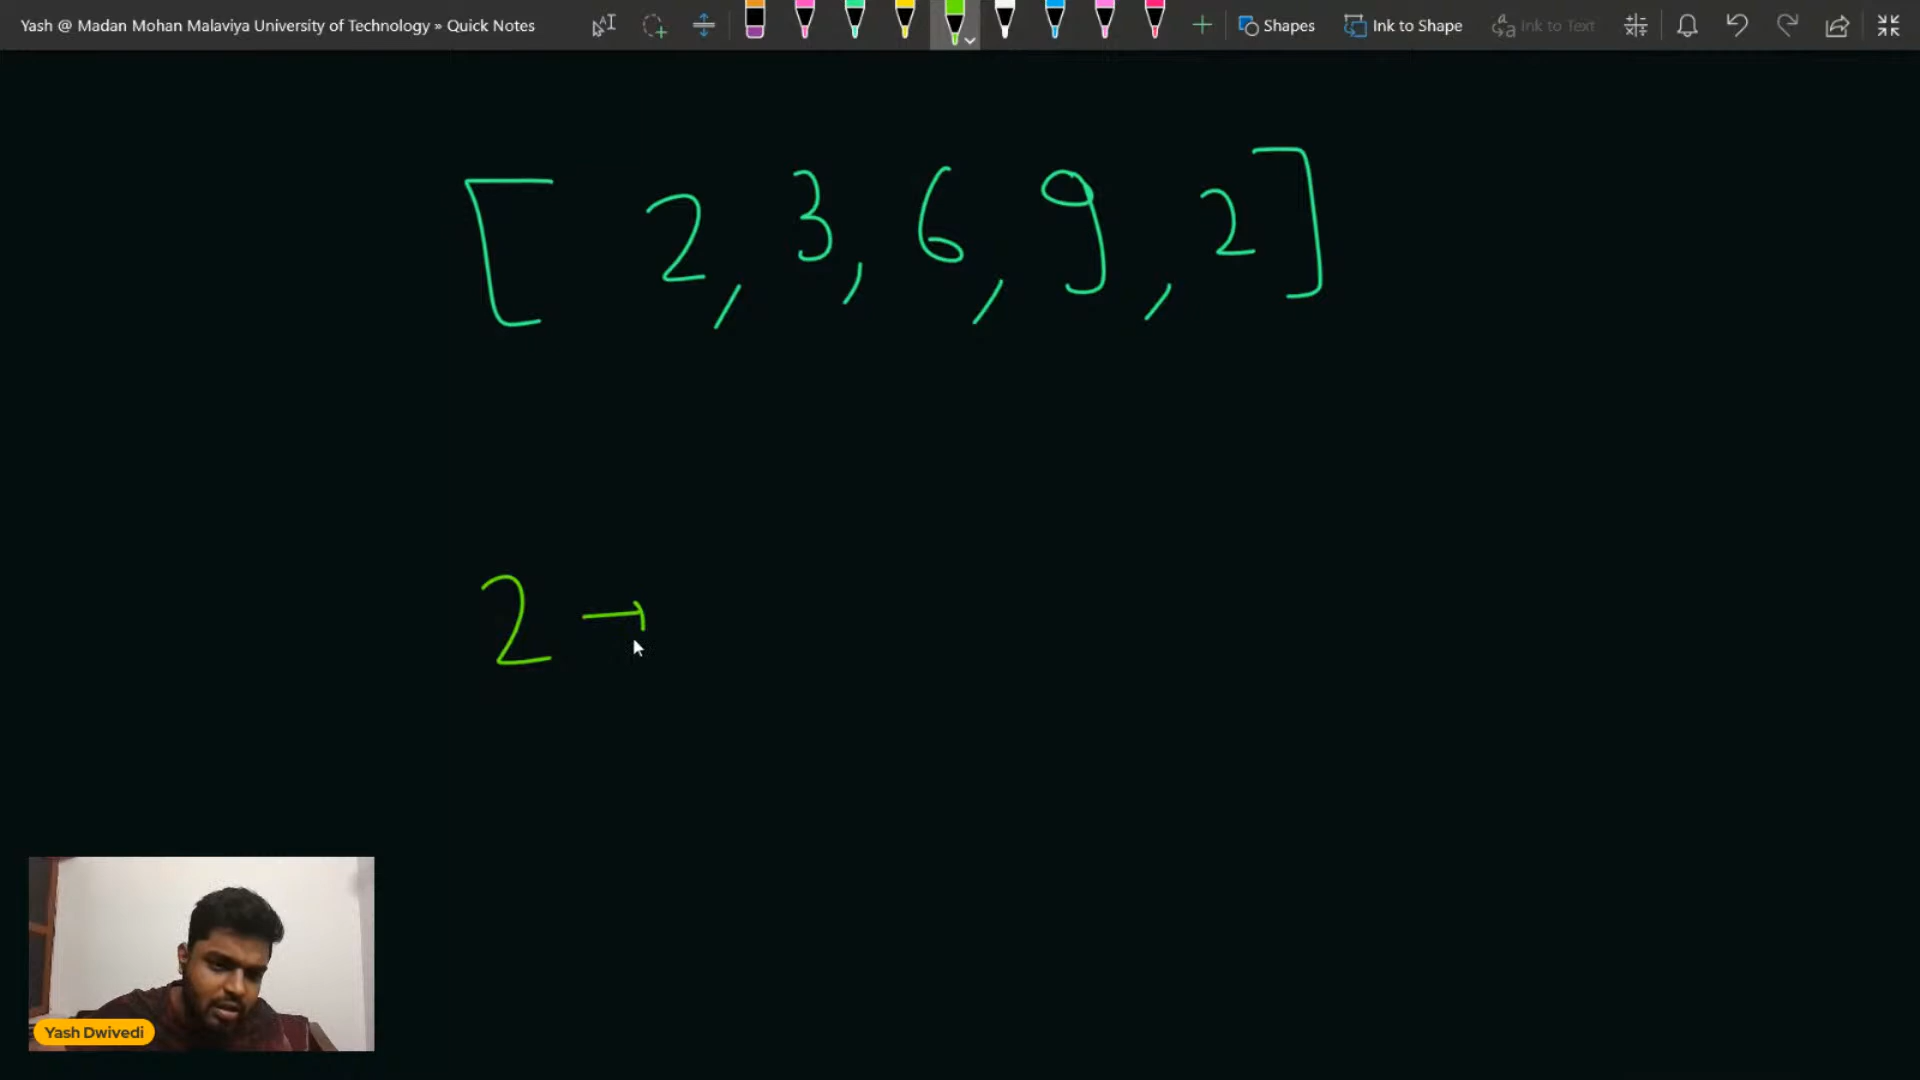 Yash @ Madan Mohan Malaviya University of Technology » Quick Notes Shapes Ink to Shape Ink to Text
[ 2, 3, 6, 9, 2 ]
2 →
Yash Dwivedi